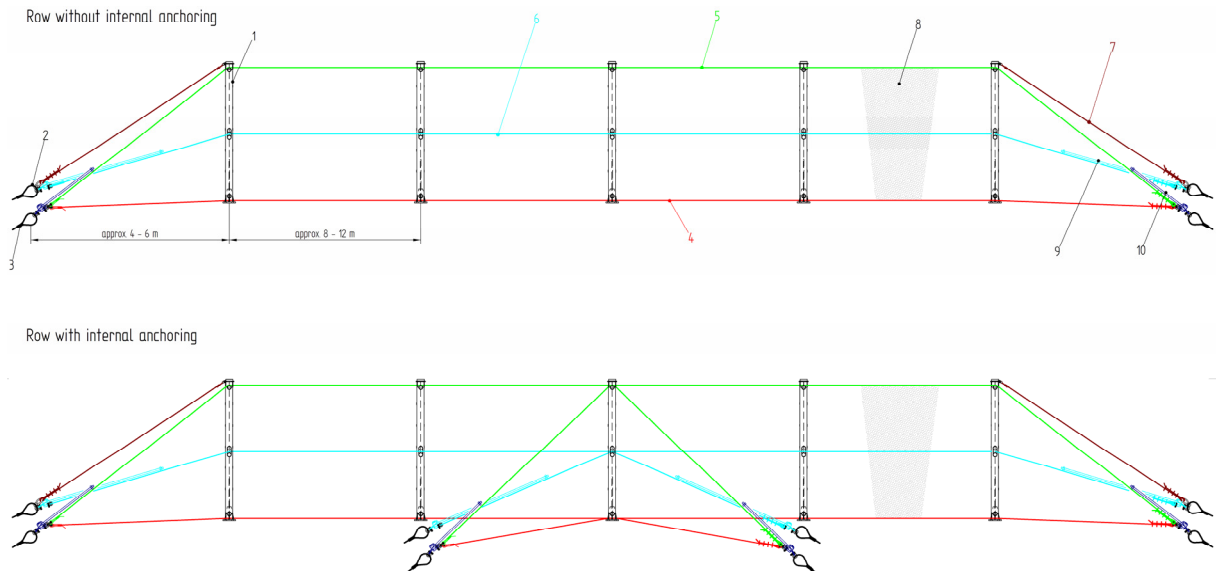 Row without internal anchoring
1
6
5
8
7
2
3
approx. 4 - 6 m
approx. 8 - 12 m
4
9
10
Row with internal anchoring